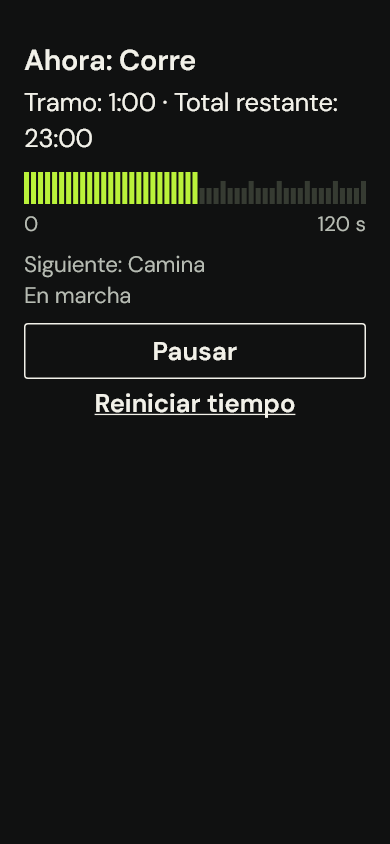 Ahora: Corre
Tramo: 1:00 · Total restante:
23:00
0 120 s
Siguiente: Camina
En marcha
Pausar
Reiniciar tiempo